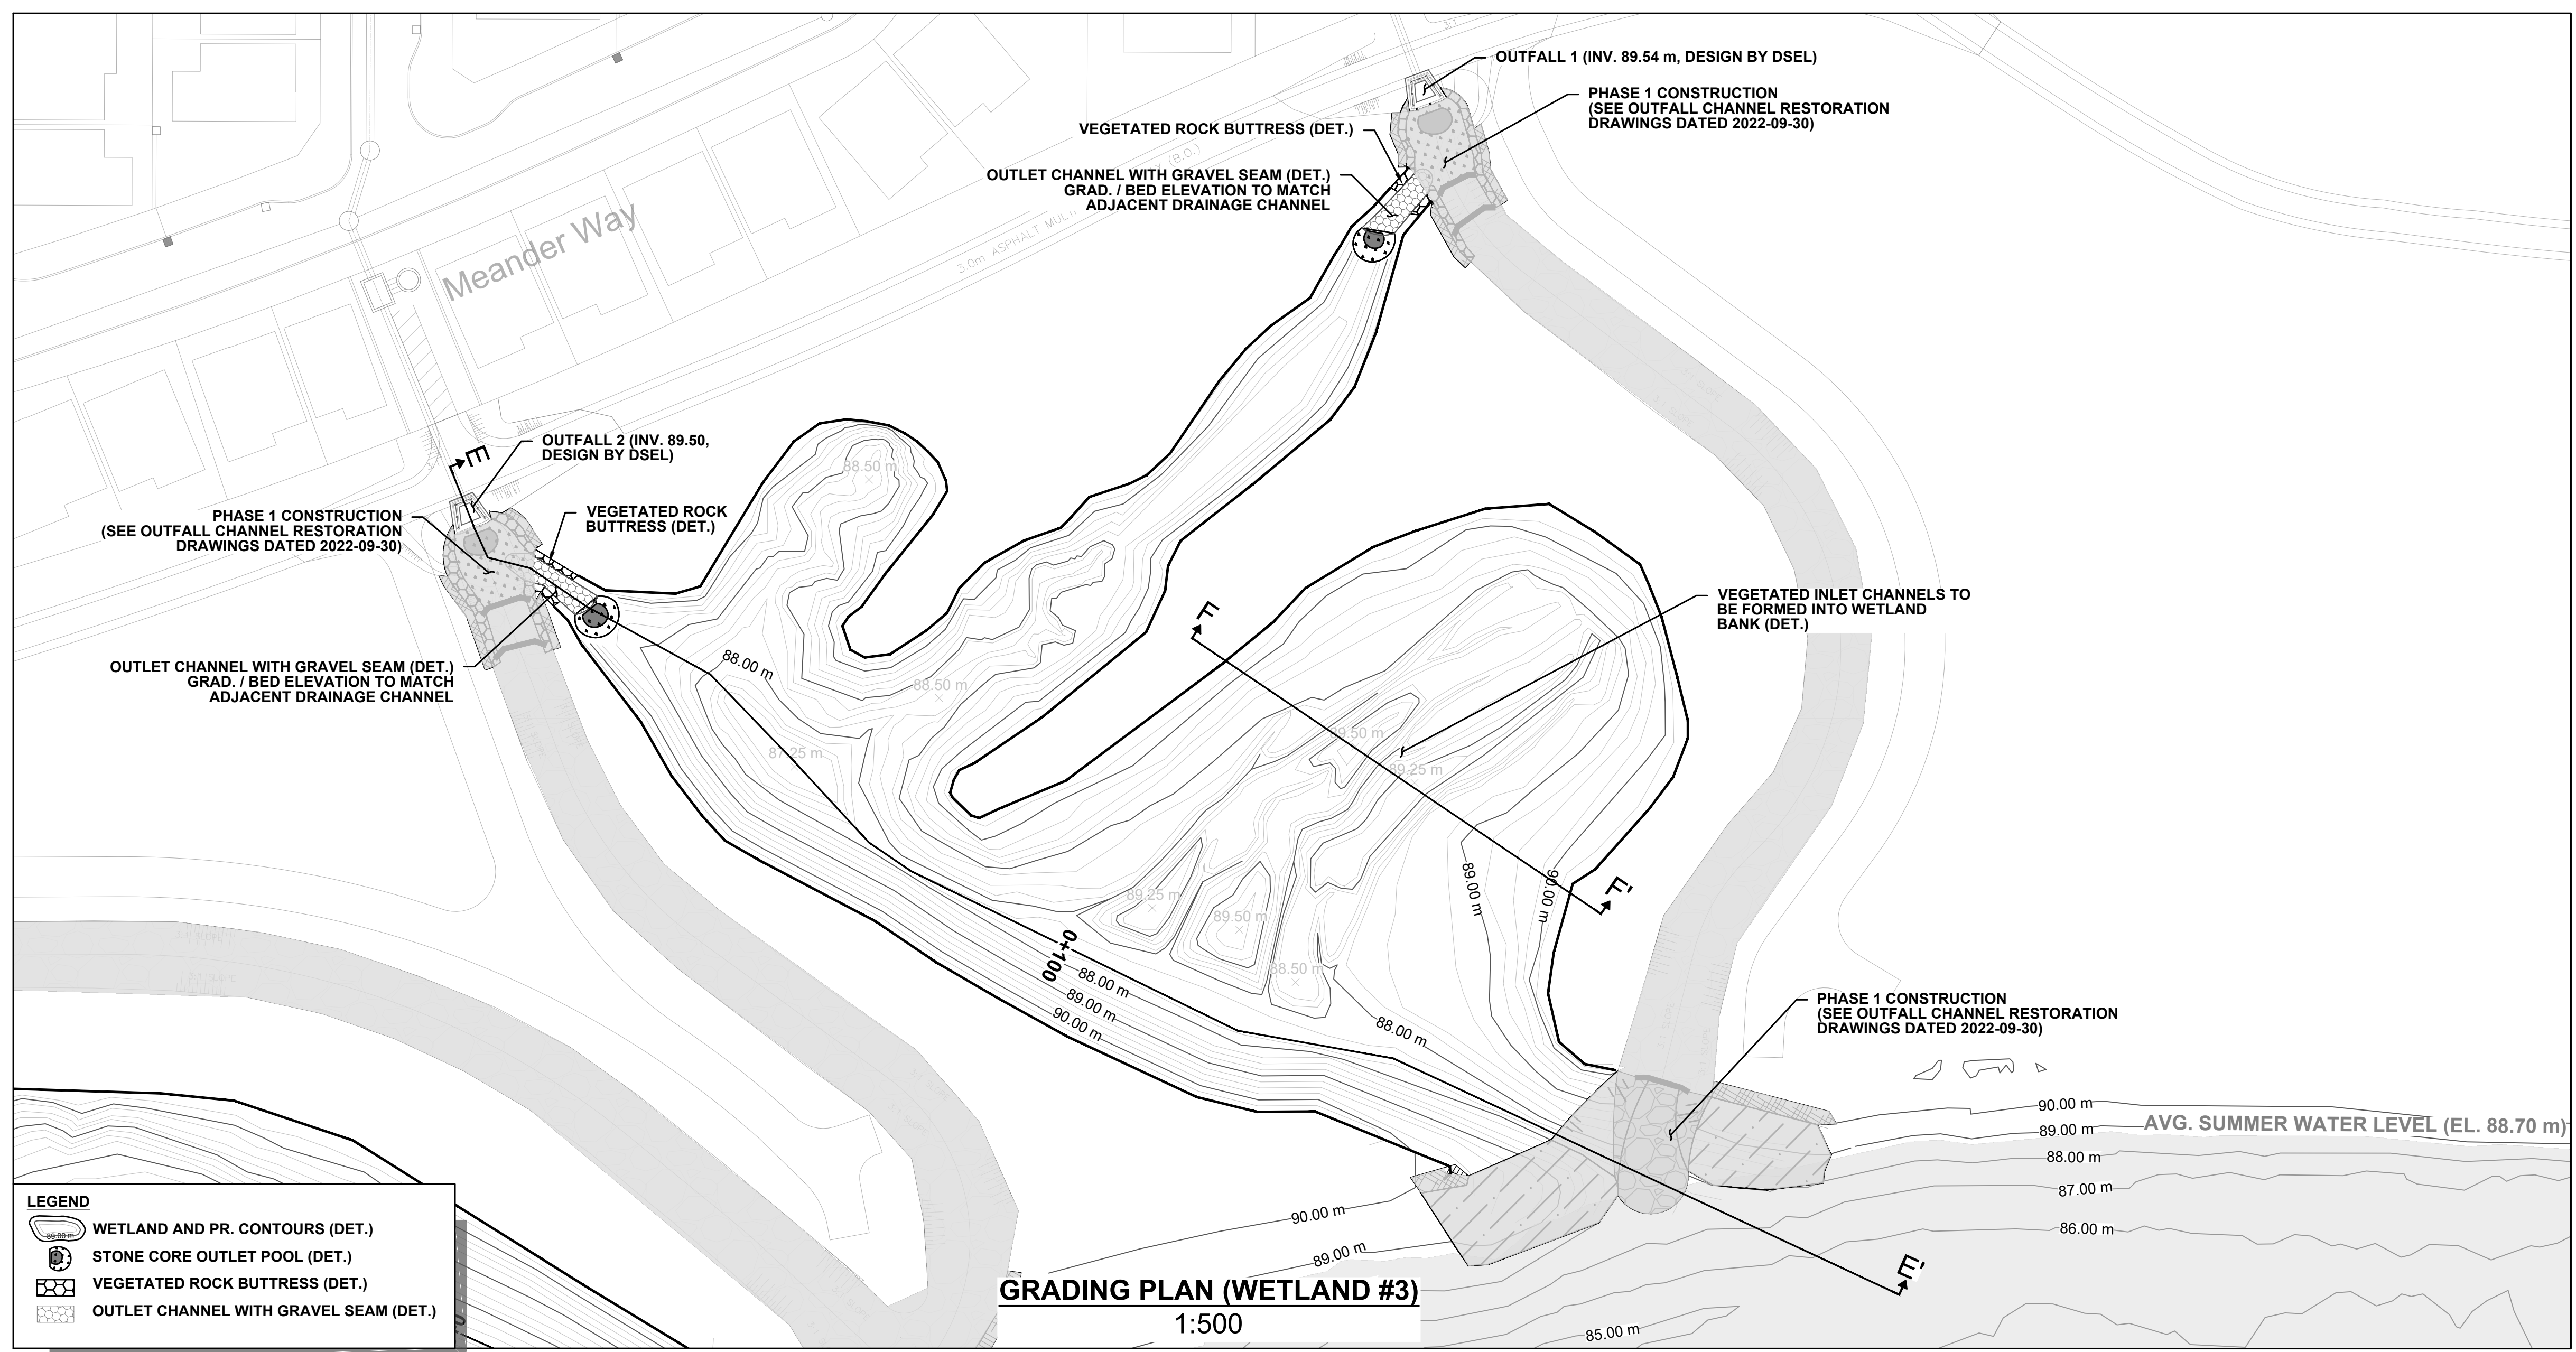 OUTFALL 1 (INV. 89.54 m, DESIGN BY DSEL)
PHASE 1 CONSTRUCTION
(SEE OUTFALL CHANNEL RESTORATION
DRAWINGS DATED 2022-09-30)
VEGETATED ROCK BUTTRESS (DET.)
OUTLET CHANNEL WITH GRAVEL SEAM (DET.)
GRAD. / BED ELEVATION TO MATCH
ADJACENT DRAINAGE CHANNEL
3.0m ASPHALT MULTI
(B.O.)
Meander Way
E
OUTFALL 2 (INV. 89.50,
DESIGN BY DSEL)
PHASE 1 CONSTRUCTION
(SEE OUTFALL CHANNEL RESTORATION
DRAWINGS DATED 2022-09-30)
VEGETATED ROCK
BUTTRESS (DET.)
OUTLET CHANNEL WITH GRAVEL SEAM (DET.)
GRAD. / BED ELEVATION TO MATCH
ADJACENT DRAINAGE CHANNEL
88.50 m
88.00 m
88.50 m
87.25 m
F
VEGETATED INLET CHANNELS TO
BE FORMED INTO WETLAND
BANK (DET.)
89.50 m
89.25 m
89.25 m
89.50 m
88.50 m
89.00 m
90.00 m
F'
0+100
88.00 m
89.00 m
90.00 m
88.00 m
PHASE 1 CONSTRUCTION
(SEE OUTFALL CHANNEL RESTORATION
DRAWINGS DATED 2022-09-30)
90.00 m
AVG. SUMMER WATER LEVEL (EL. 88.70 m)
89.00 m
88.00 m
87.00 m
86.00 m
90.00 m
89.00 m
85.00 m
E'
LEGEND
89.00 m
WETLAND AND PR. CONTOURS (DET.)
STONE CORE OUTLET POOL (DET.)
VEGETATED ROCK BUTTRESS (DET.)
OUTLET CHANNEL WITH GRAVEL SEAM (DET.)
GRADING PLAN (WETLAND #3)
1:500